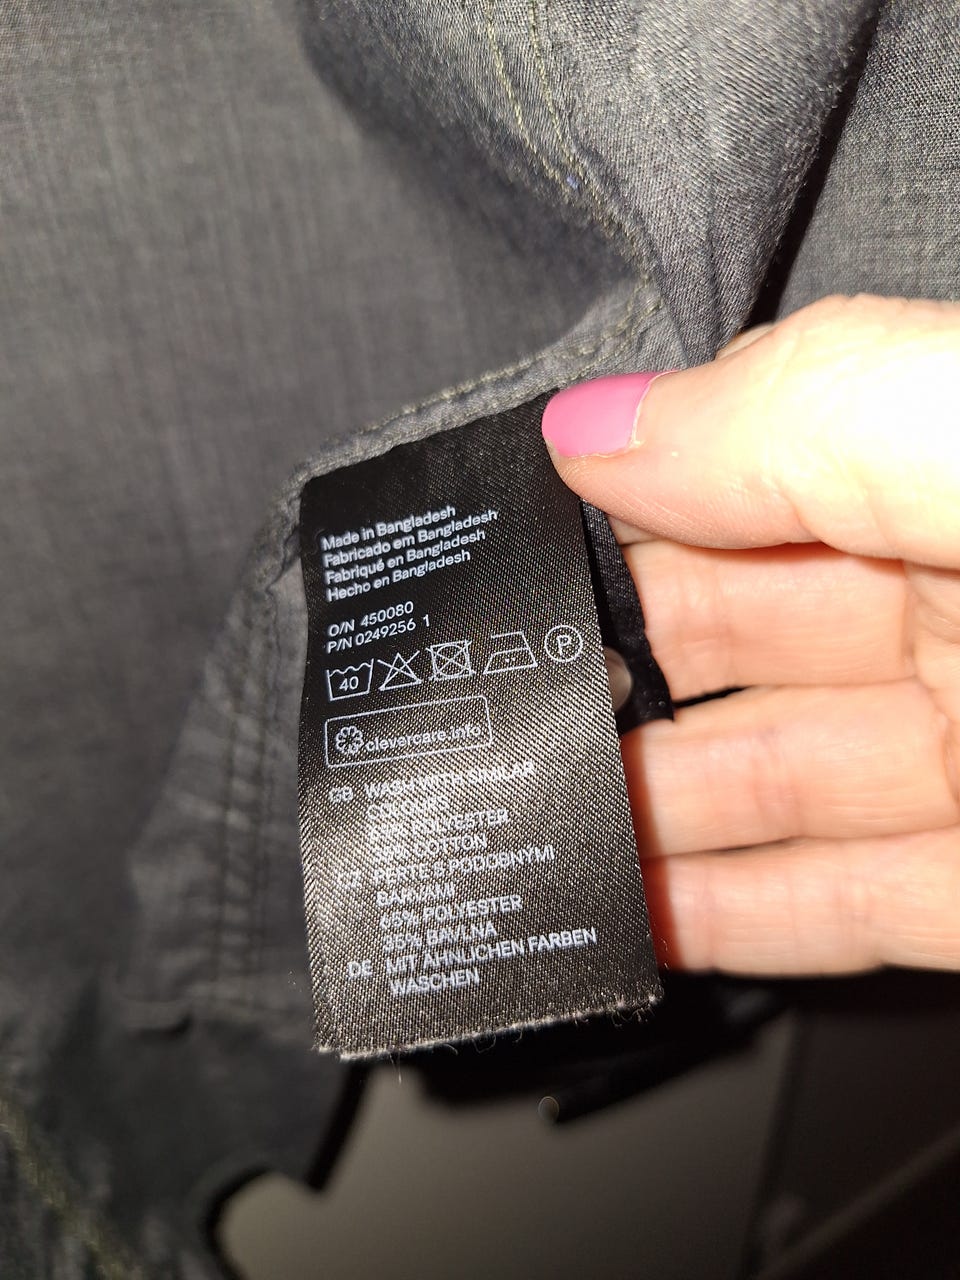 Made in Bangladesh
Fabricado em Bangladesh
Fabriqué en Bangladesh
Hecho en Bangladesh
O/N 450080
P/N 0249256 1
40 P
clevercare.info
GB WASH WITH SIMILAR
COLOURS
65% POLYESTER
35% COTTON
CZ PERTE S PODOBNÝMI
BARVAMI
65% POLYESTER
35% BAVLNA
DE MIT ÄHNLICHEN FARBEN
WASCHEN